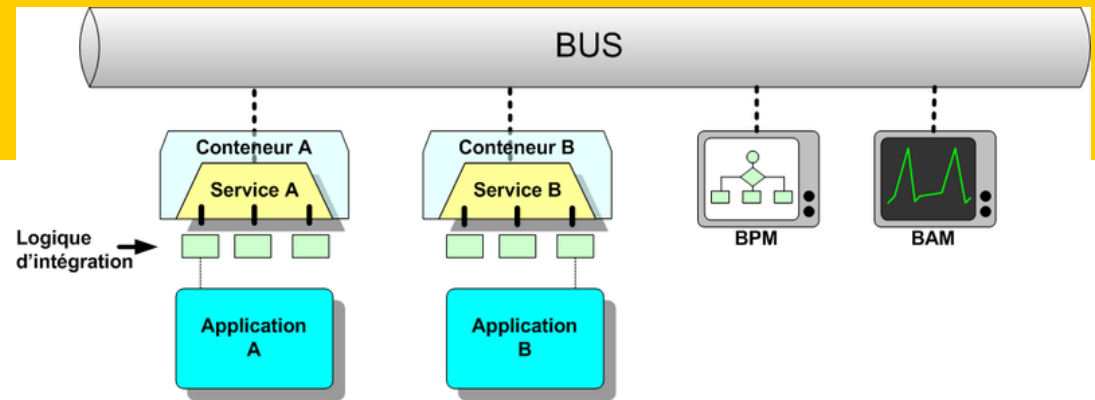 BUS
Conteneur A
Conteneur B
Service A
Service B
BPM
BAM
Logique
d'intégration
Application
A
Application
B